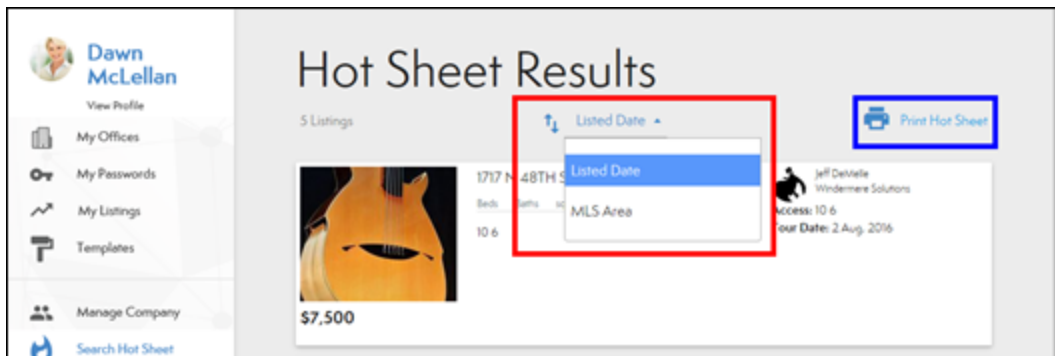 Dawn
McLellan
View Profile
My Offices
My Passwords
My Listings
Templates
Manage Company
Search Hot Sheet
Hot Sheet Results
5 Listings
Listed Date
Print Hot Sheet
Listed Date
MLS Area
1717 N 48TH S
Beds
10 6
$7,500
Jeff DeMelle
Windermere Solutions
Access: 10 6
Tour Date: 2 Aug. 2016